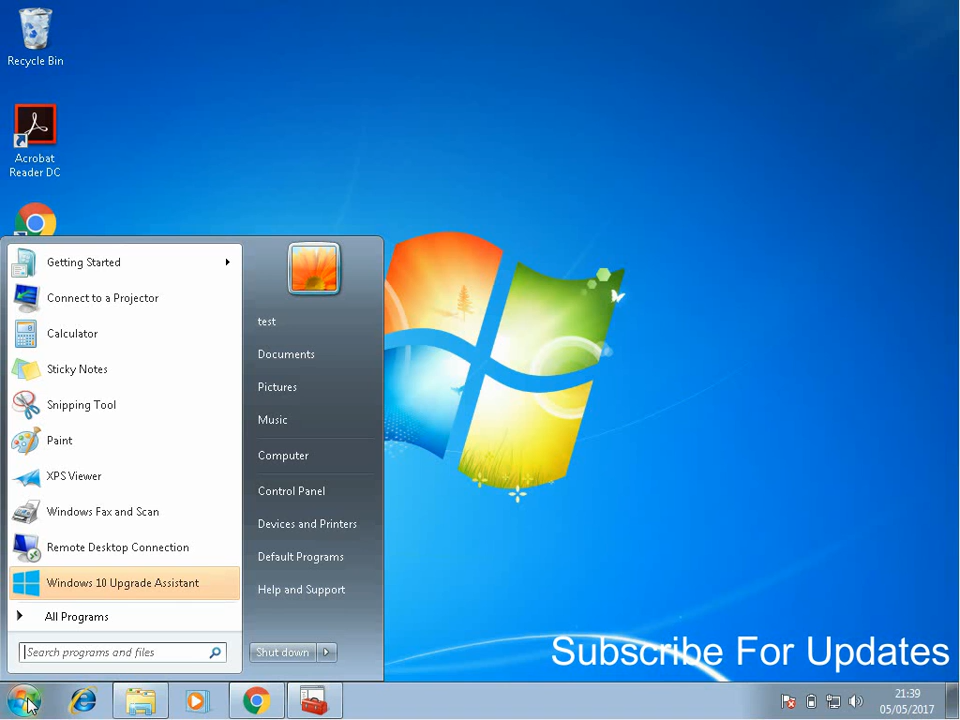 Recycle Bin
Acrobat
Reader DC
Getting Started
Connect to a Projector
Calculator
Sticky Notes
Snipping Tool
Paint
XPS Viewer
Windows Fax and Scan
Remote Desktop Connection
Windows 10 Upgrade Assistant
All Programs
Search programs and files
test
Documents
Pictures
Music
Computer
Control Panel
Devices and Printers
Default Programs
Help and Support
Shut down
Subscribe For Updates
21:39
05/05/2017